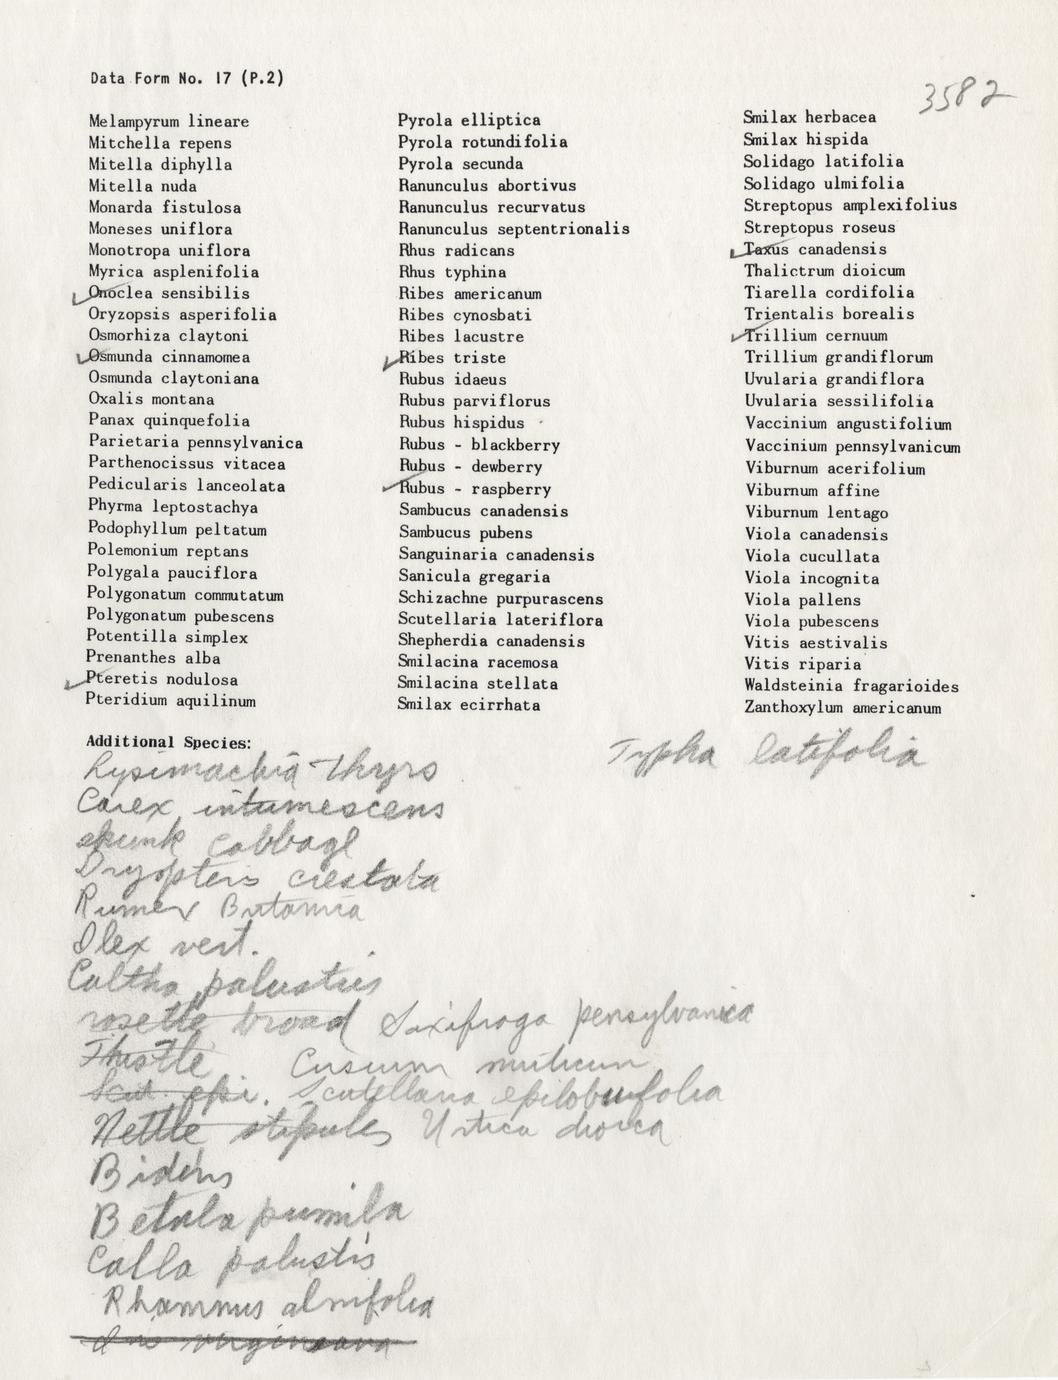 Data Form No. 17 (P.2)
3582
Melampyrum lineare
Mitchella repens
Mitella diphylla
Mitella nuda
Monarda fistulosa
Moneses uniflora
Monotropa uniflora
Myrica asplenifolia
✓ Onoclea sensibilis
Oryzopsis asperifolia
Osmorhiza claytoni
✓ Osmunda cinnamomea
Osmunda claytoniana
Oxalis montana
Panax quinquefolia
Parietaria pennsylvanica
Parthenocissus vitacea
Pedicularis lanceolata
Phyrma leptostachya
Podophyllum peltatum
Polemonium reptans
Polygala pauciflora
Polygonatum commutatum
Polygonatum pubescens
Potentilla simplex
Prenanthes alba
✓ Pteretis nodulosa
Pteridium aquilinum
Pyrola elliptica
Pyrola rotundifolia
Pyrola secunda
Ranunculus abortivus
Ranunculus recurvatus
Ranunculus septentrionalis
Rhus radicans
Rhus typhina
Ribes americanum
Ribes cynosbati
Ribes lacustre
✓ Ribes triste
Rubus idaeus
Rubus parviflorus
Rubus hispidus
Rubus - blackberry
Rubus - dewberry
✓ Rubus - raspberry
Sambucus canadensis
Sambucus pubens
Sanguinaria canadensis
Sanicula gregaria
Schizachne purpurascens
Scutellaria lateriflora
Shepherdia canadensis
Smilacina racemosa
Smilacina stellata
Smilax ecirrhata
Smilax herbacea
Smilax hispida
Solidago latifolia
Solidago ulmifolia
Streptopus amplexifolius
Streptopus roseus
✓ Taxus canadensis
Thalictrum dioicum
Tiarella cordifolia
Trientalis borealis
✓ Trillium cernuum
Trillium grandiflorum
Uvularia grandiflora
Uvularia sessilifolia
Vaccinium angustifolium
Vaccinium pennsylvanicum
Viburnum acerifolium
Viburnum affine
Viburnum lentago
Viola canadensis
Viola cucullata
Viola incognita
Viola pallens
Viola pubescens
Vitis aestivalis
Vitis riparia
Waldsteinia fragarioides
Zanthoxylum americanum
Additional Species:
Typha latifolia
Lysimachia thyrs
Carex intumescens
skunk cabbage
Dryopteris cristata
Rumex Britanica
Ilex vert.
Caltha palustris
rosette broad Saxifraga pensylvanica
Thistle Cirsium muticum
Scut. epi. Scutellaria epilobiifolia
Nettle stipules Urtica dioica
Bidens
Betula pumila
Calla palustis
Rhamnus alnifolia
Iris virginiana